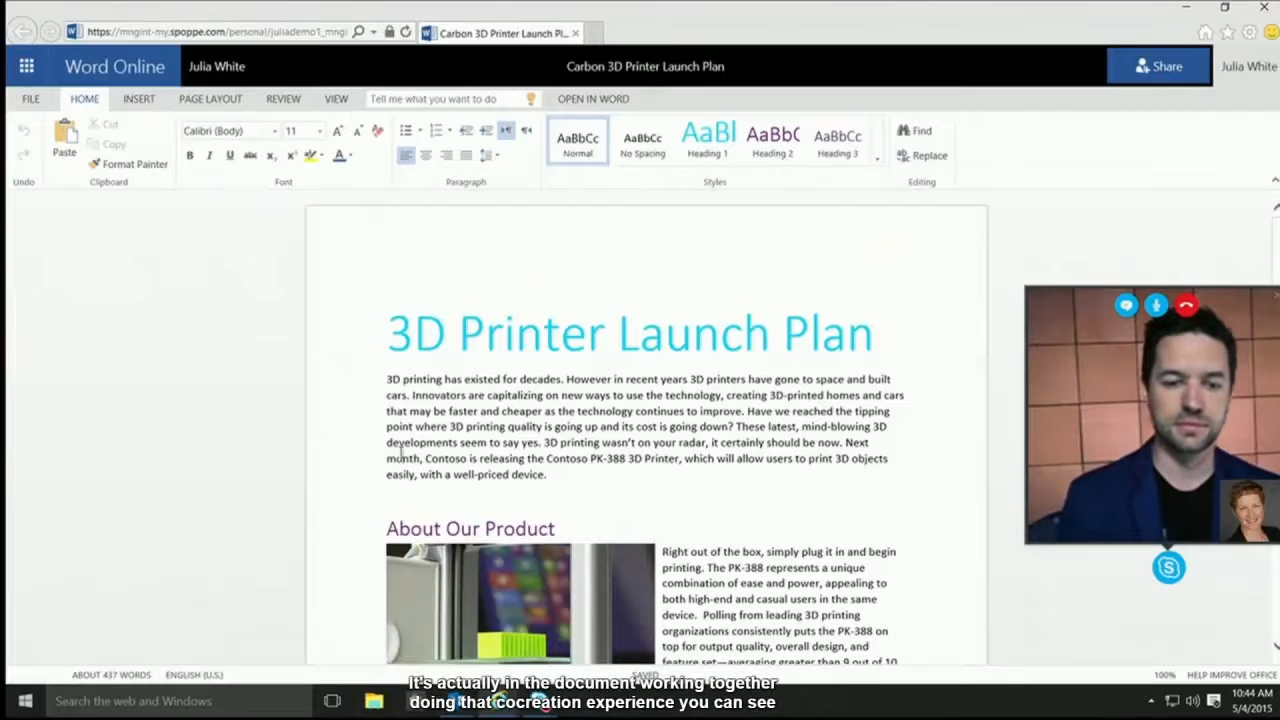 https://mngint-my.spoppe.com/personal/juliademo1_mngi
Carbon 3D Printer Launch Pl...
Word Online
Julia White
Carbon 3D Printer Launch Plan
Share
Julia White
FILE
HOME
INSERT
PAGE LAYOUT
REVIEW
VIEW
Tell me what you want to do
OPEN IN WORD
Paste
Cut
Copy
Format Painter
Calibri (Body)
11
AaBbCc
AaBbCc
AaBl
AaBbC
AaBbCc
Normal
No Spacing
Heading 1
Heading 2
Heading 3
Find
Replace
Undo
Clipboard
Font
Paragraph
Styles
Editing
3D Printer Launch Plan
3D printing has existed for decades. However in recent years 3D printers have gone to space and built
cars. Innovators are capitalizing on new ways to use the technology, creating 3D-printed homes and cars
that may be faster and cheaper as the technology continues to improve. Have we reached the tipping
point where 3D printing quality is going up and its cost is going down? These latest, mind-blowing 3D
developments seem to say yes. 3D printing wasn't on your radar, it certainly should be now. Next
month, Contoso is releasing the Contoso PK-388 3D Printer, which will allow users to print 3D objects
easily, with a well-priced device.
About Our Product
Right out of the box, simply plug it in and begin
printing. The PK-388 represents a unique
combination of ease and power, appealing to
both high-end and casual users in the same
device. Polling from leading 3D printing
organizations consistently puts the PK-388 on
top for output quality, overall design, and
feature set—averaging greater than 9 out of 10
ABOUT 437 WORDS
ENGLISH (U.S.)
SAVED
100%
HELP IMPROVE OFFICE
It's actually in the document working together
doing that cocreation experience you can see
Search the web and Windows
10:44 AM
5/4/2015